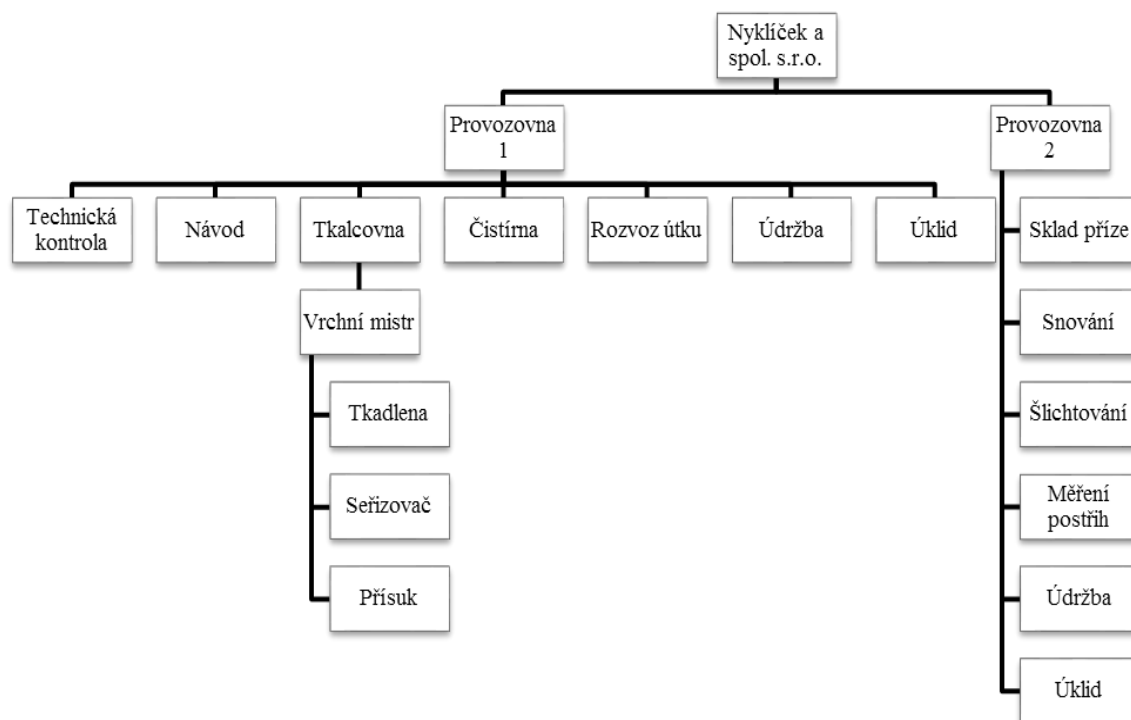 Nyklíček a
spol. s.r.o.
Provozovna
1
Provozovna
2
Technická
kontrola
Návod
Tkalcovna
Čistírna
Rozvoz útku
Údržba
Úklid
Sklad příze
Vrchní mistr
Snování
Tkadlena
Šlichtování
Seřizovač
Měření
postřih
Přísuk
Údržba
Úklid